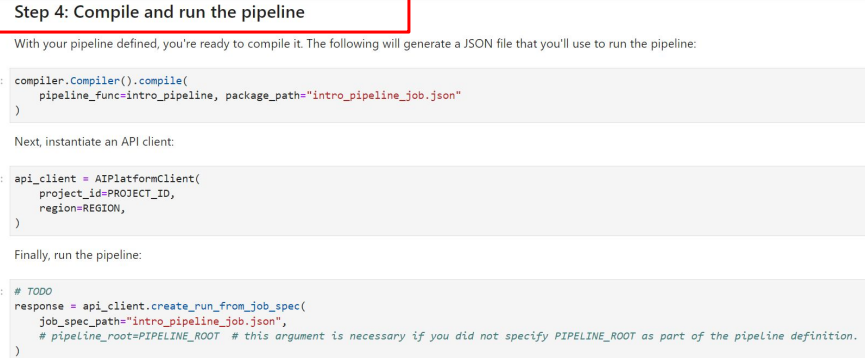 Step 4: Compile and run the pipeline
With your pipeline defined, you're ready to compile it. The following will generate a JSON file that you'll use to run the pipeline:
: compiler.Compiler().compile(
    pipeline_func=intro_pipeline, package_path="intro_pipeline_job.json"
)
Next, instantiate an API client:
: api_client = AIPlatformClient(
    project_id=PROJECT_ID,
    region=REGION,
)
Finally, run the pipeline:
: # TODO
response = api_client.create_run_from_job_spec(
    job_spec_path="intro_pipeline_job.json",
    # pipeline_root=PIPELINE_ROOT  # this argument is necessary if you did not specify PIPELINE_ROOT as part of the pipeline definition.
)